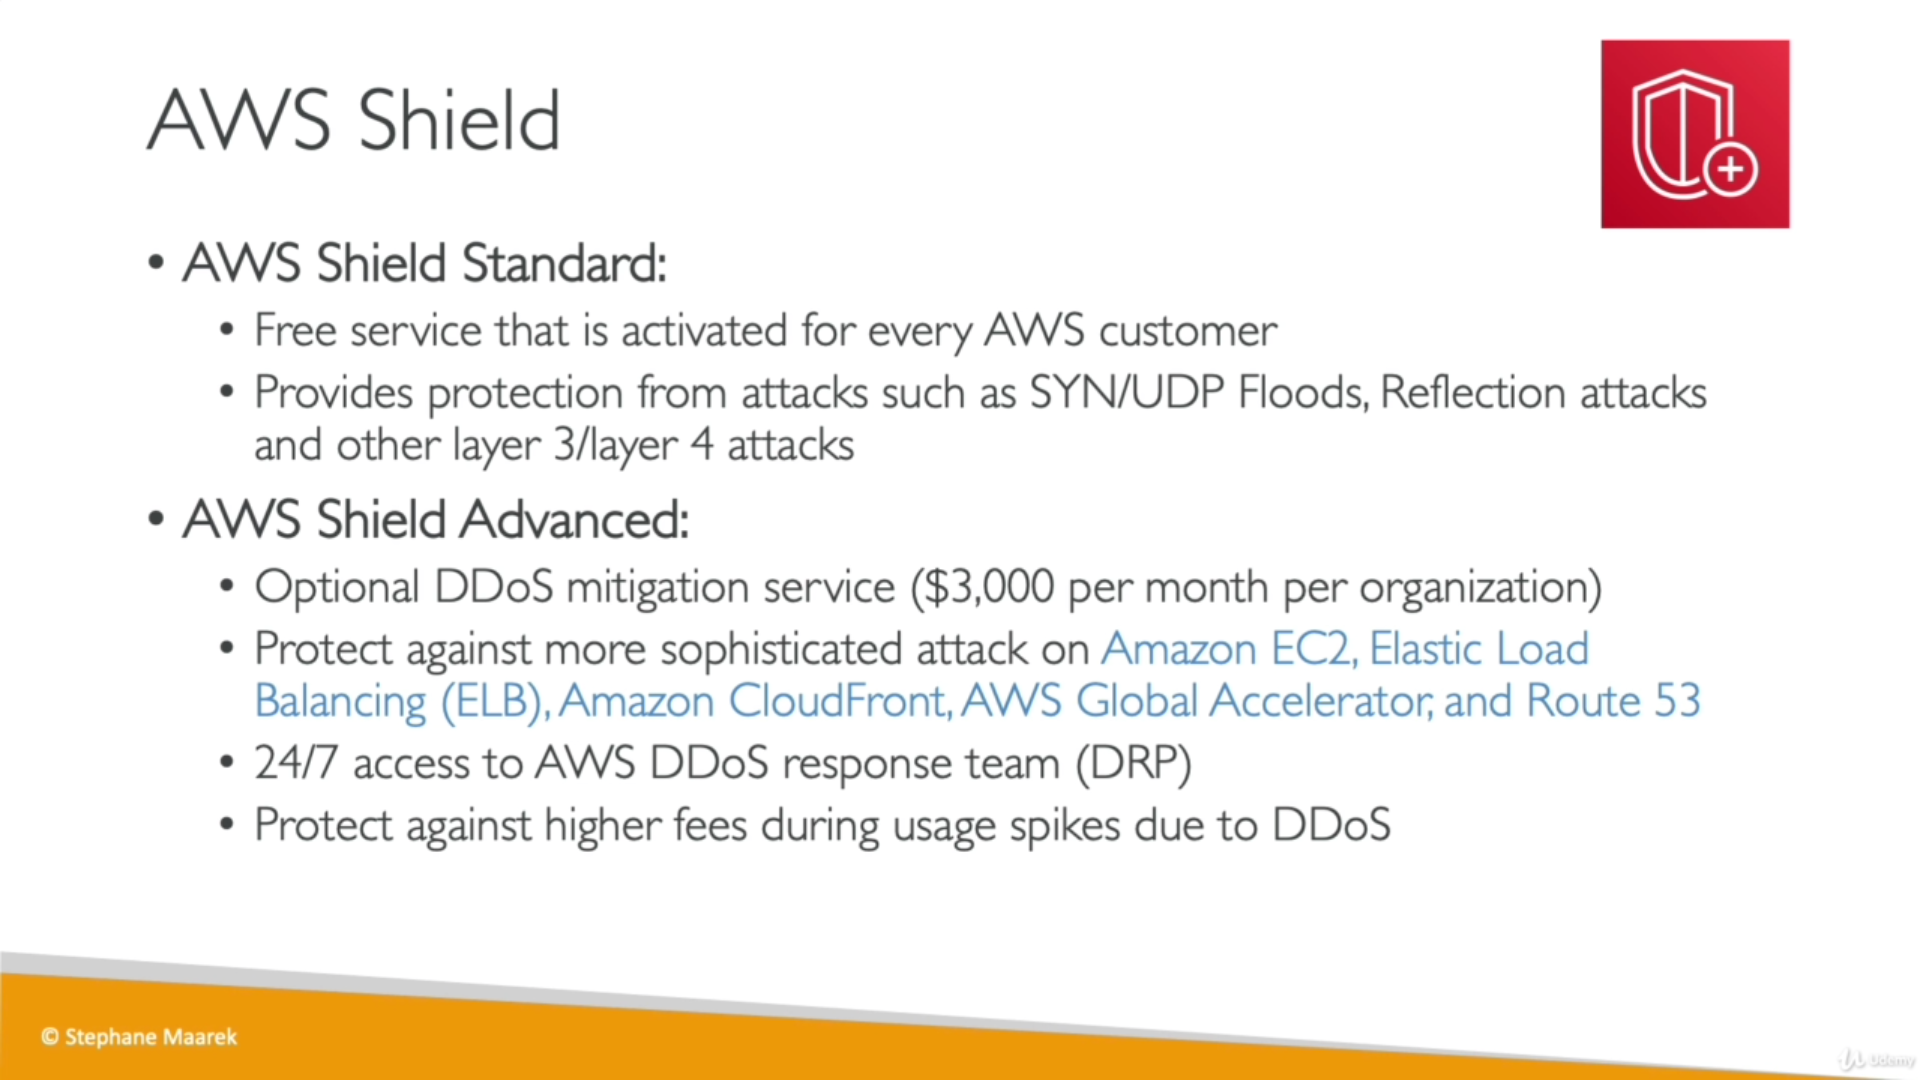 AWS Shield
• AWS Shield Standard:
• Free service that is activated for every AWS customer
• Provides protection from attacks such as SYN/UDP Floods, Reflection attacks
and other layer 3/layer 4 attacks
• AWS Shield Advanced:
• Optional DDoS mitigation service ($3,000 per month per organization)
• Protect against more sophisticated attack on Amazon EC2, Elastic Load
Balancing (ELB), Amazon CloudFront, AWS Global Accelerator, and Route 53
• 24/7 access to AWS DDoS response team (DRP)
• Protect against higher fees during usage spikes due to DDoS
© Stephane Maarek
Udemy